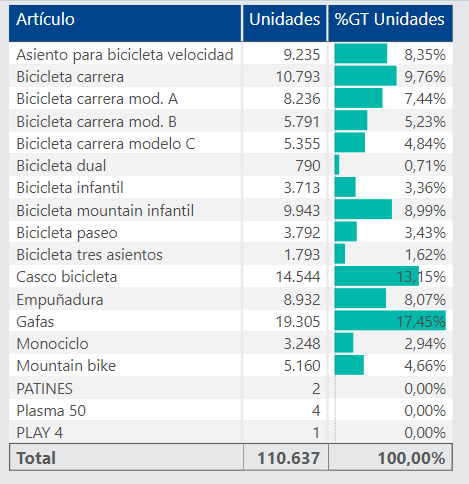 Artículo Unidades %GT Unidades
Asiento para bicicleta velocidad 9.235 8,35%
Bicicleta carrera 10.793 9,76%
Bicicleta carrera mod. A 8.236 7,44%
Bicicleta carrera mod. B 5.791 5,23%
Bicicleta carrera modelo C 5.355 4,84%
Bicicleta dual 790 0,71%
Bicicleta infantil 3.713 3,36%
Bicicleta mountain infantil 9.943 8,99%
Bicicleta paseo 3.792 3,43%
Bicicleta tres asientos 1.793 1,62%
Casco bicicleta 14.544 13,15%
Empuñadura 8.932 8,07%
Gafas 19.305 17,45%
Monociclo 3.248 2,94%
Mountain bike 5.160 4,66%
PATINES 2 0,00%
Plasma 50 4 0,00%
PLAY 4 1 0,00%
Total 110.637 100,00%